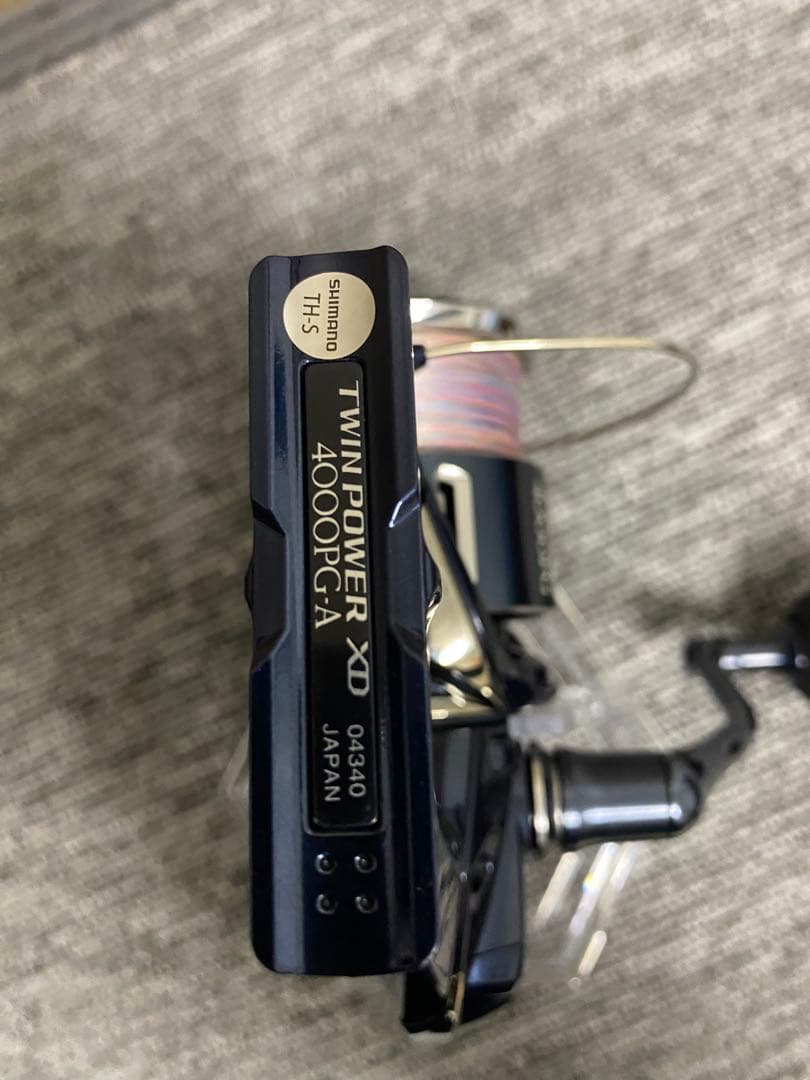 SHIMANO
TH-S
TWIN POWER XD
4000PG-A
04340
JAPAN